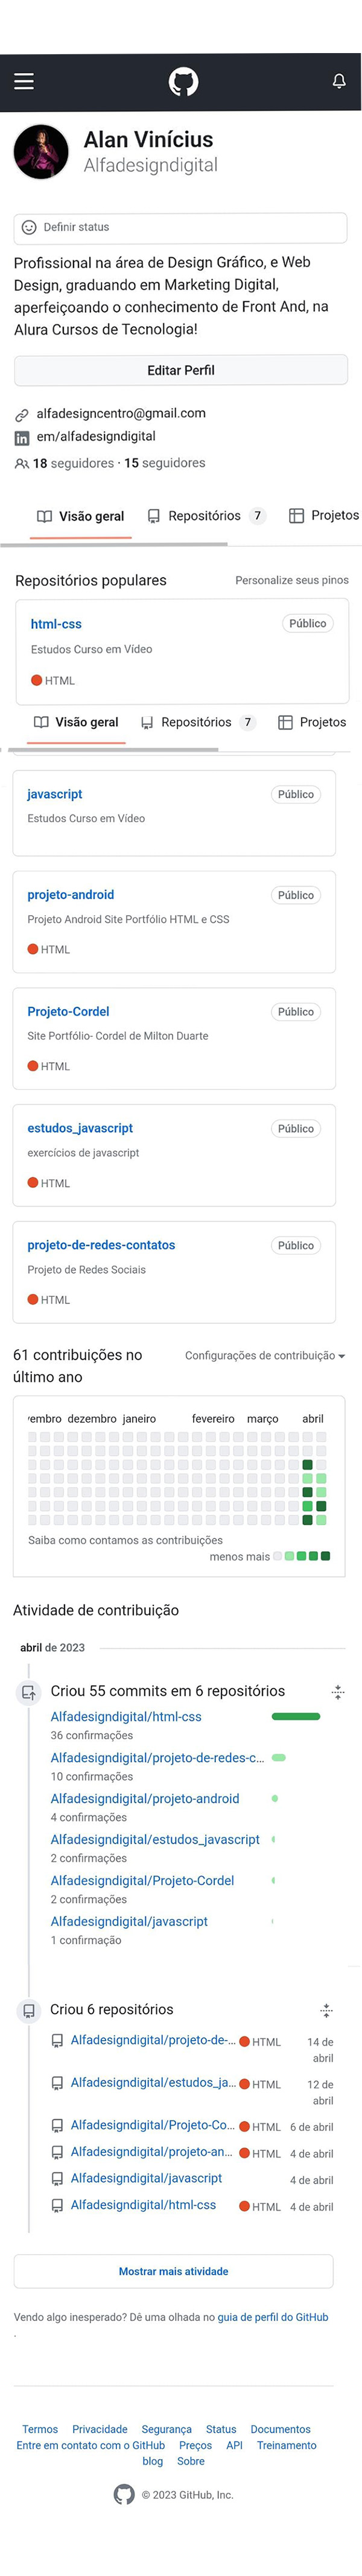 Alan Vinícius
Alfadesigndigital
Definir status
Profissional na área de Design Gráfico, e Web
Design, graduando em Marketing Digital,
aperfeiçoando o conhecimento de Front And, na
Alura Cursos de Tecnologia!
Editar Perfil
alfadesigncentro@gmail.com
em/alfadesigndigital
18 seguidores · 15 seguidores
Visão geral Repositórios 7 Projetos
Repositórios populares Personalize seus pinos
html-css Público
Estudos Curso em Vídeo
HTML
Visão geral Repositórios 7 Projetos
javascript Público
Estudos Curso em Vídeo
projeto-android Público
Projeto Android Site Portfólio HTML e CSS
HTML
Projeto-Cordel Público
Site Portfólio- Cordel de Milton Duarte
HTML
estudos_javascript Público
exercícios de javascript
HTML
projeto-de-redes-contatos Público
Projeto de Redes Sociais
HTML
61 contribuições no Configurações de contribuição
último ano
vembro dezembro janeiro fevereiro março abril
Saiba como contamos as contribuições
menos mais
Atividade de contribuição
abril de 2023
Criou 55 commits em 6 repositórios
Alfadesigndigital/html-css
36 confirmações
Alfadesigndigital/projeto-de-redes-c...
10 confirmações
Alfadesigndigital/projeto-android
4 confirmações
Alfadesigndigital/estudos_javascript
2 confirmações
Alfadesigndigital/Projeto-Cordel
2 confirmações
Alfadesigndigital/javascript
1 confirmação
Criou 6 repositórios
Alfadesigndigital/projeto-de-... HTML 14 de
abril
Alfadesigndigital/estudos_ja... HTML 12 de
abril
Alfadesigndigital/Projeto-Co... HTML 6 de abril
Alfadesigndigital/projeto-an... HTML 4 de abril
Alfadesigndigital/javascript 4 de abril
Alfadesigndigital/html-css HTML 4 de abril
Mostrar mais atividade
Vendo algo inesperado? Dê uma olhada no guia de perfil do GitHub
.
Termos Privacidade Segurança Status Documentos
Entre em contato com o GitHub Preços API Treinamento
blog Sobre
© 2023 GitHub, Inc.